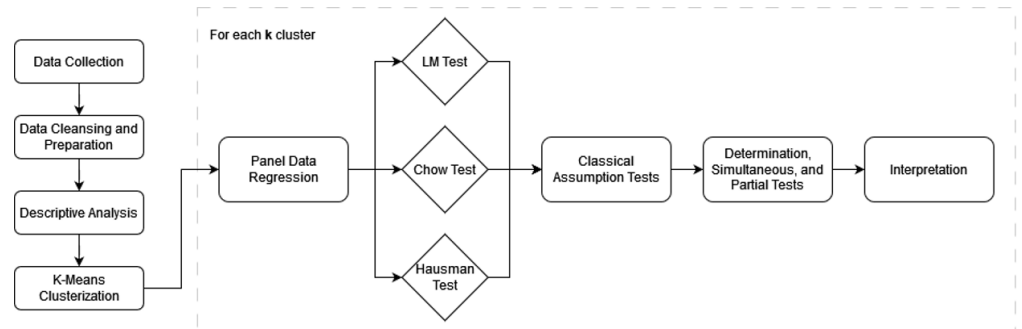 For each k cluster
Data Collection
Data Cleansing and
Preparation
Descriptive Analysis
K-Means
Clusterization
Panel Data
Regression
LM Test
Chow Test
Hausman
Test
Classical
Assumption Tests
Determination,
Simultaneous, and
Partial Tests
Interpretation